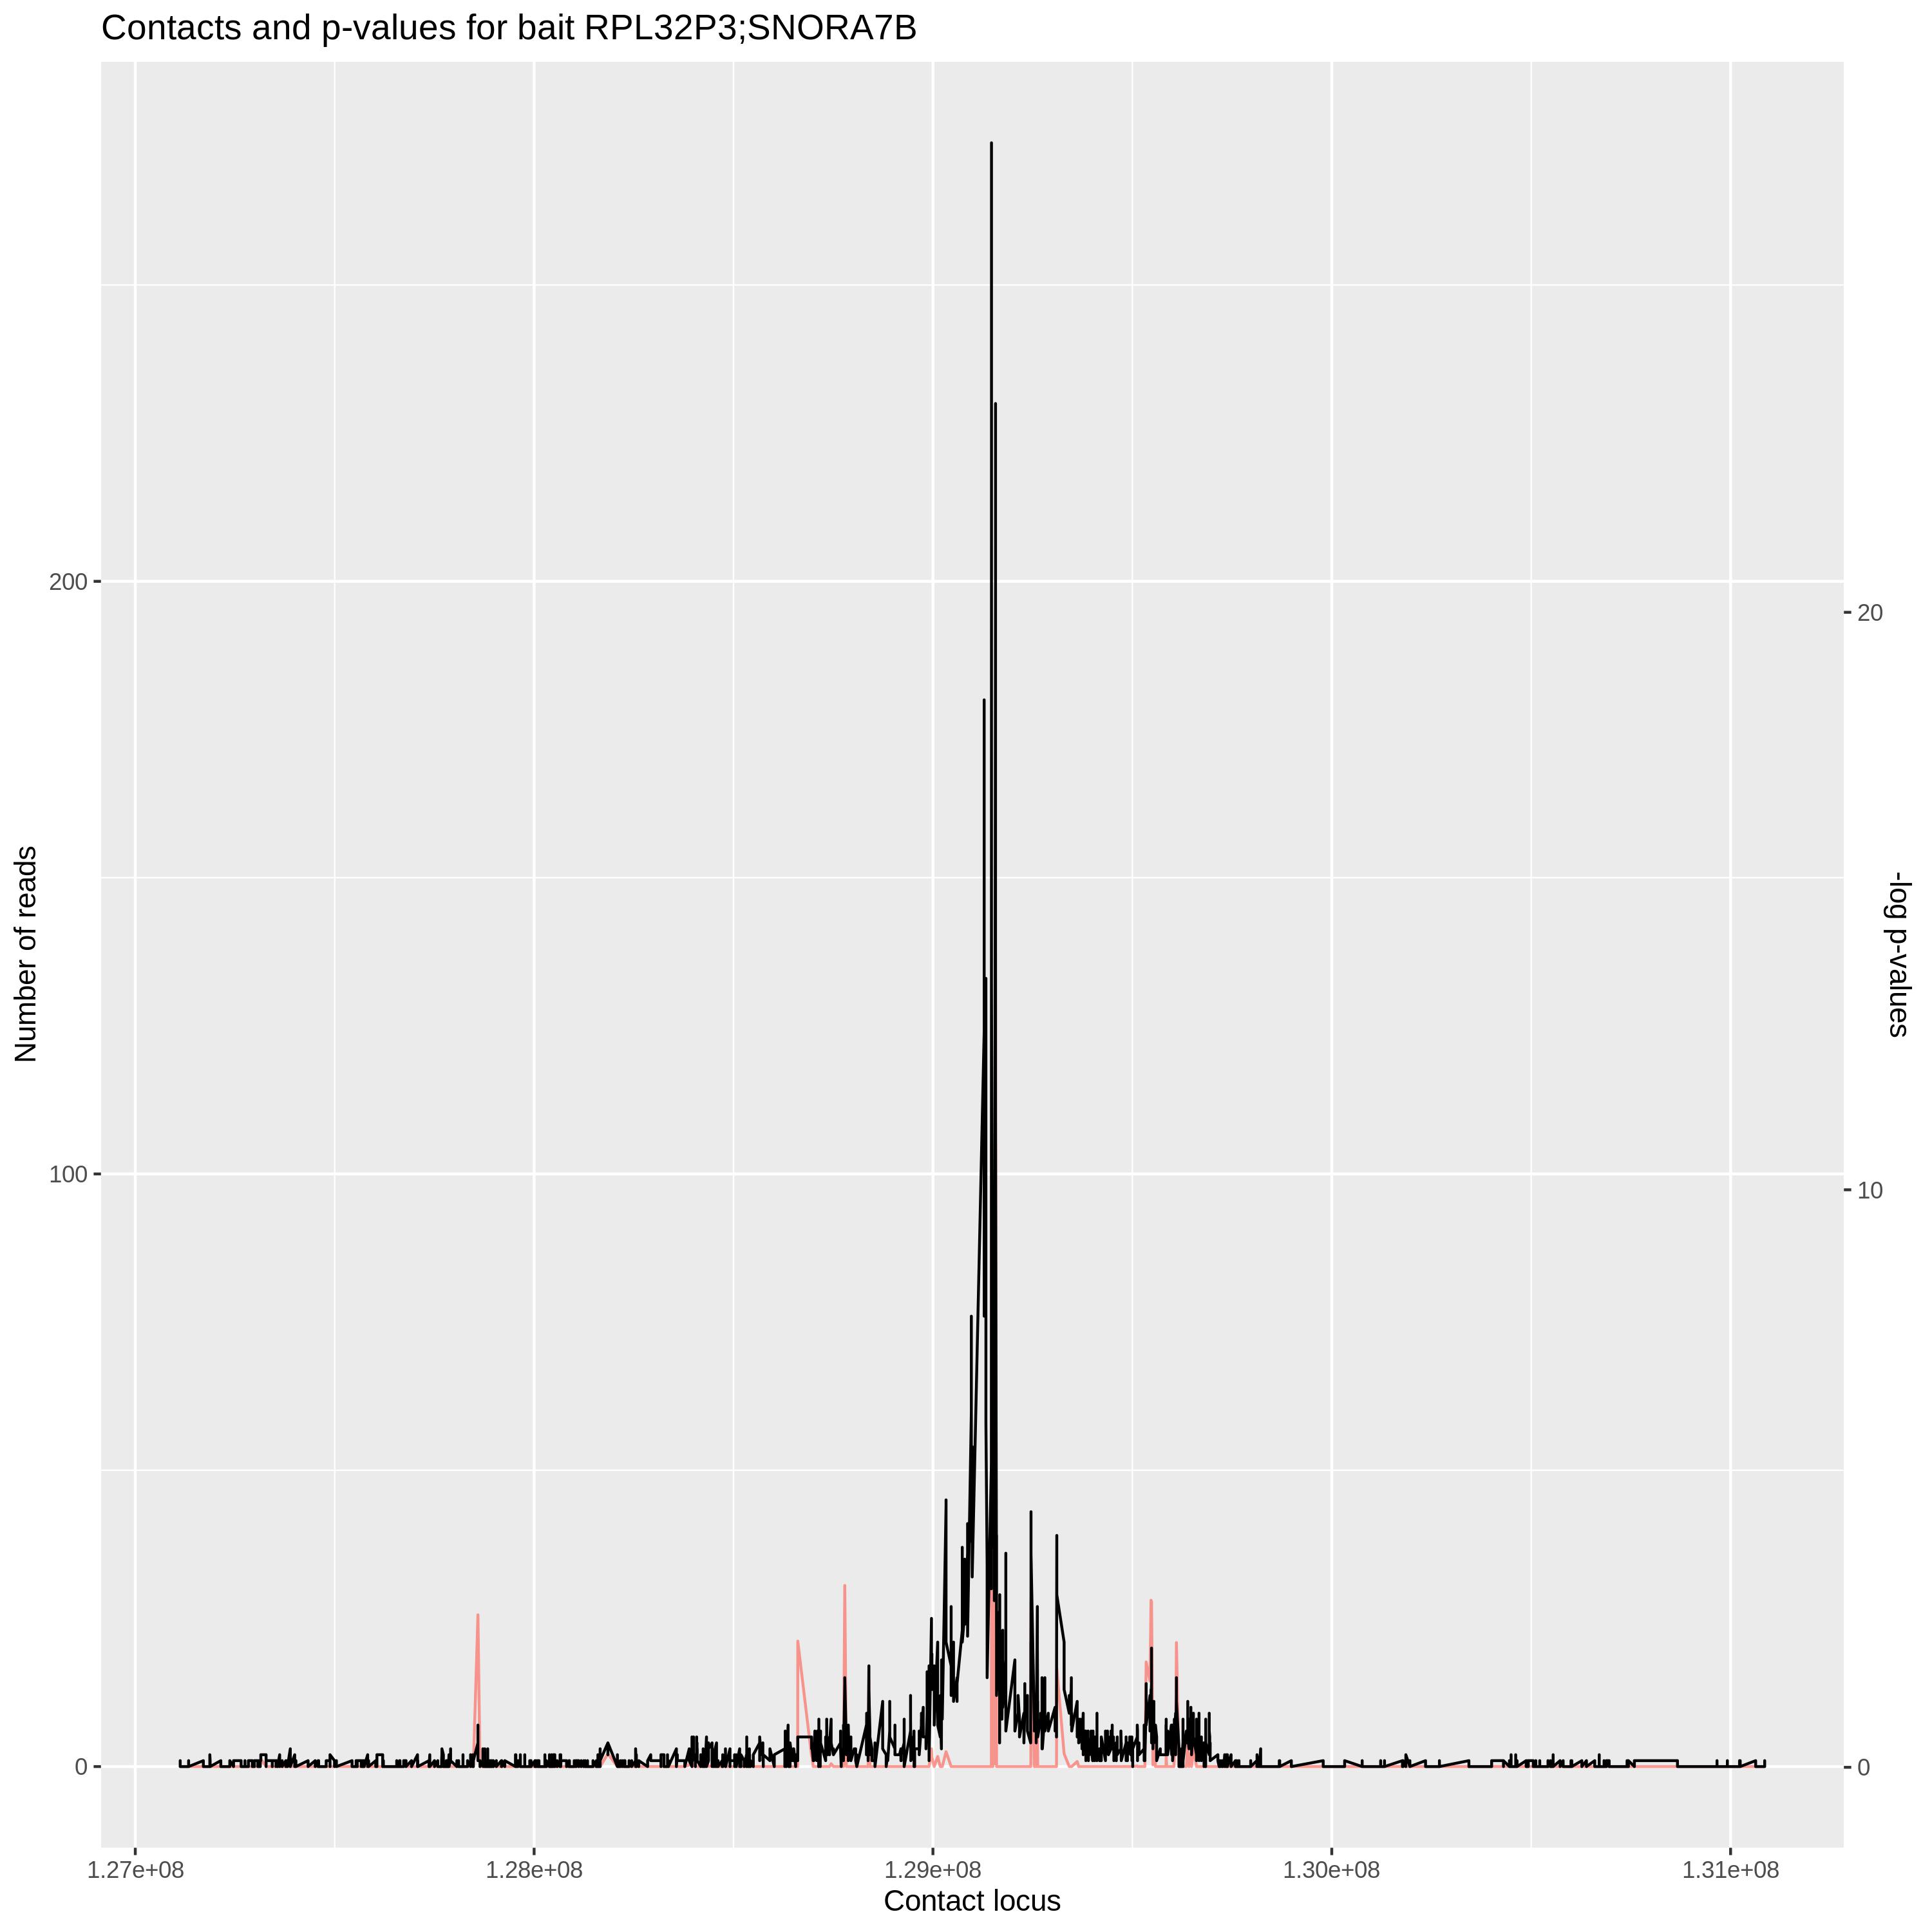 Contacts and p-values for bait RPL32P3;SNORA7B
200
100
0
Number of reads
20
10
0
-log p-values
1.27e+08
1.28e+08
1.29e+08
1.30e+08
1.31e+08
Contact locus